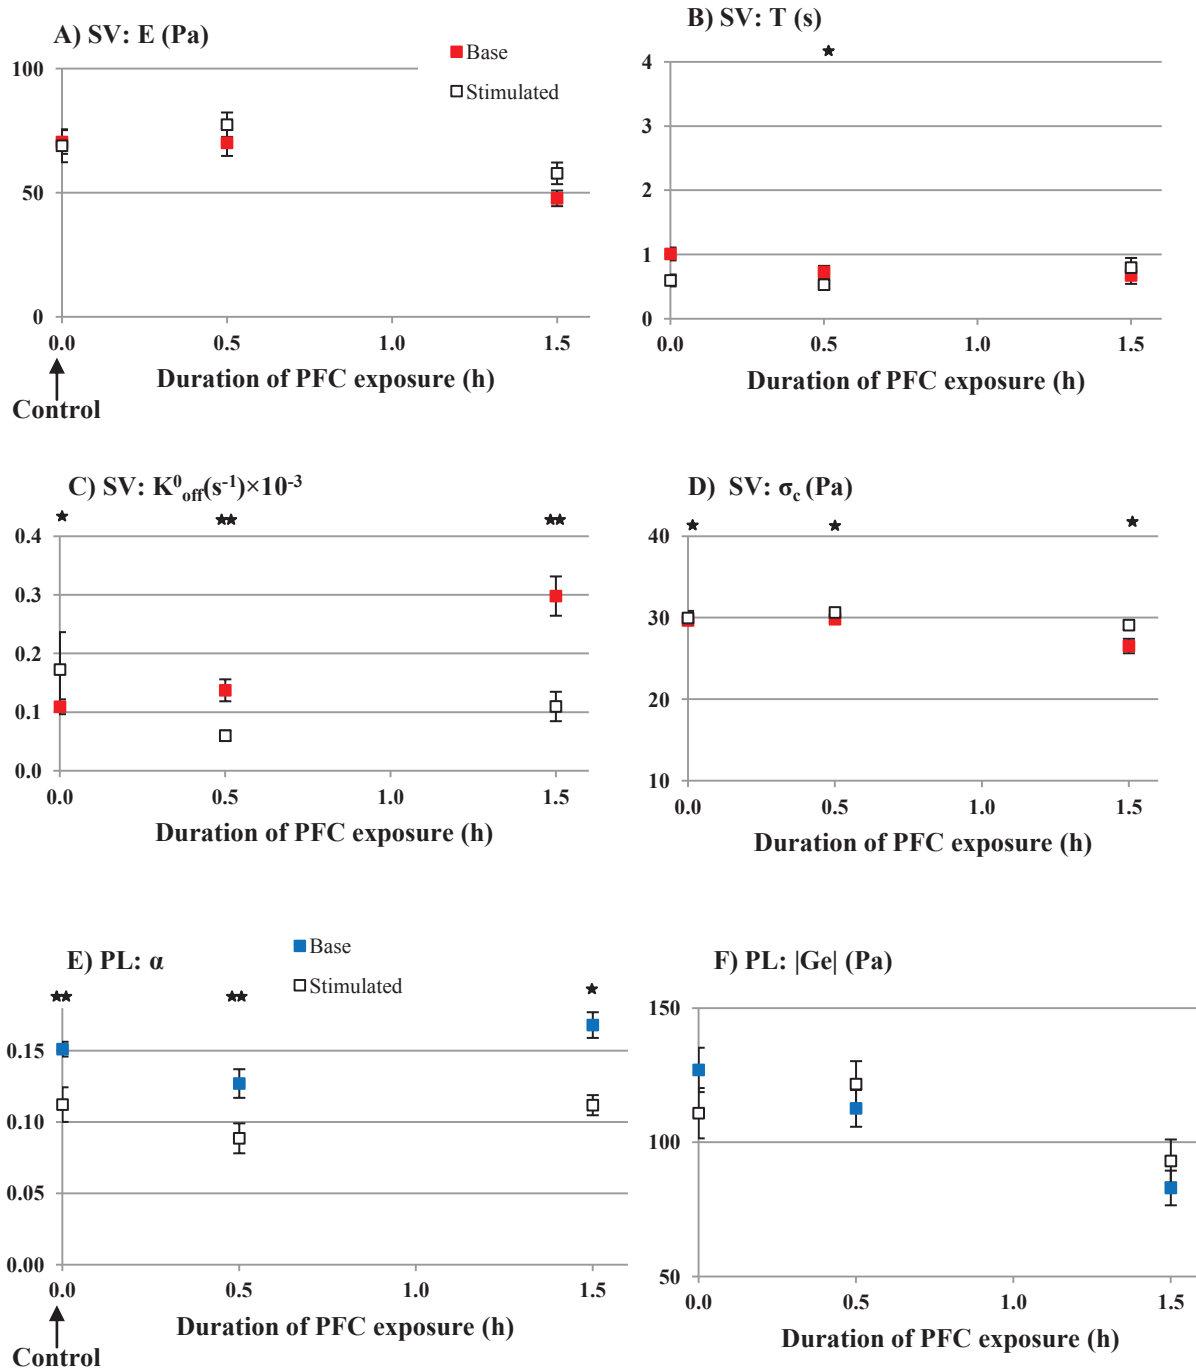 A) SV: E (Pa)
Base
Stimulated
100
50
0
0.0 0.5 1.0 1.5
Duration of PFC exposure (h)
Control
B) SV: T (s)
★
4
3
2
1
0
0.0 0.5 1.0 1.5
Duration of PFC exposure (h)
C) SV: K⁰off(s⁻¹)×10⁻³
★ ★★ ★★
0.4
0.3
0.2
0.1
0.0
0.0 0.5 1.0 1.5
Duration of PFC exposure (h)
D) SV: σc (Pa)
★ ★ ★
40
30
20
10
0.0 0.5 1.0 1.5
Duration of PFC exposure (h)
E) PL: α
Base
Stimulated
★★ ★★ ★
0.15
0.10
0.05
0.00
0.0 0.5 1.0 1.5
Duration of PFC exposure (h)
Control
F) PL: |Ge| (Pa)
150
100
50
0.0 0.5 1.0 1.5
Duration of PFC exposure (h)